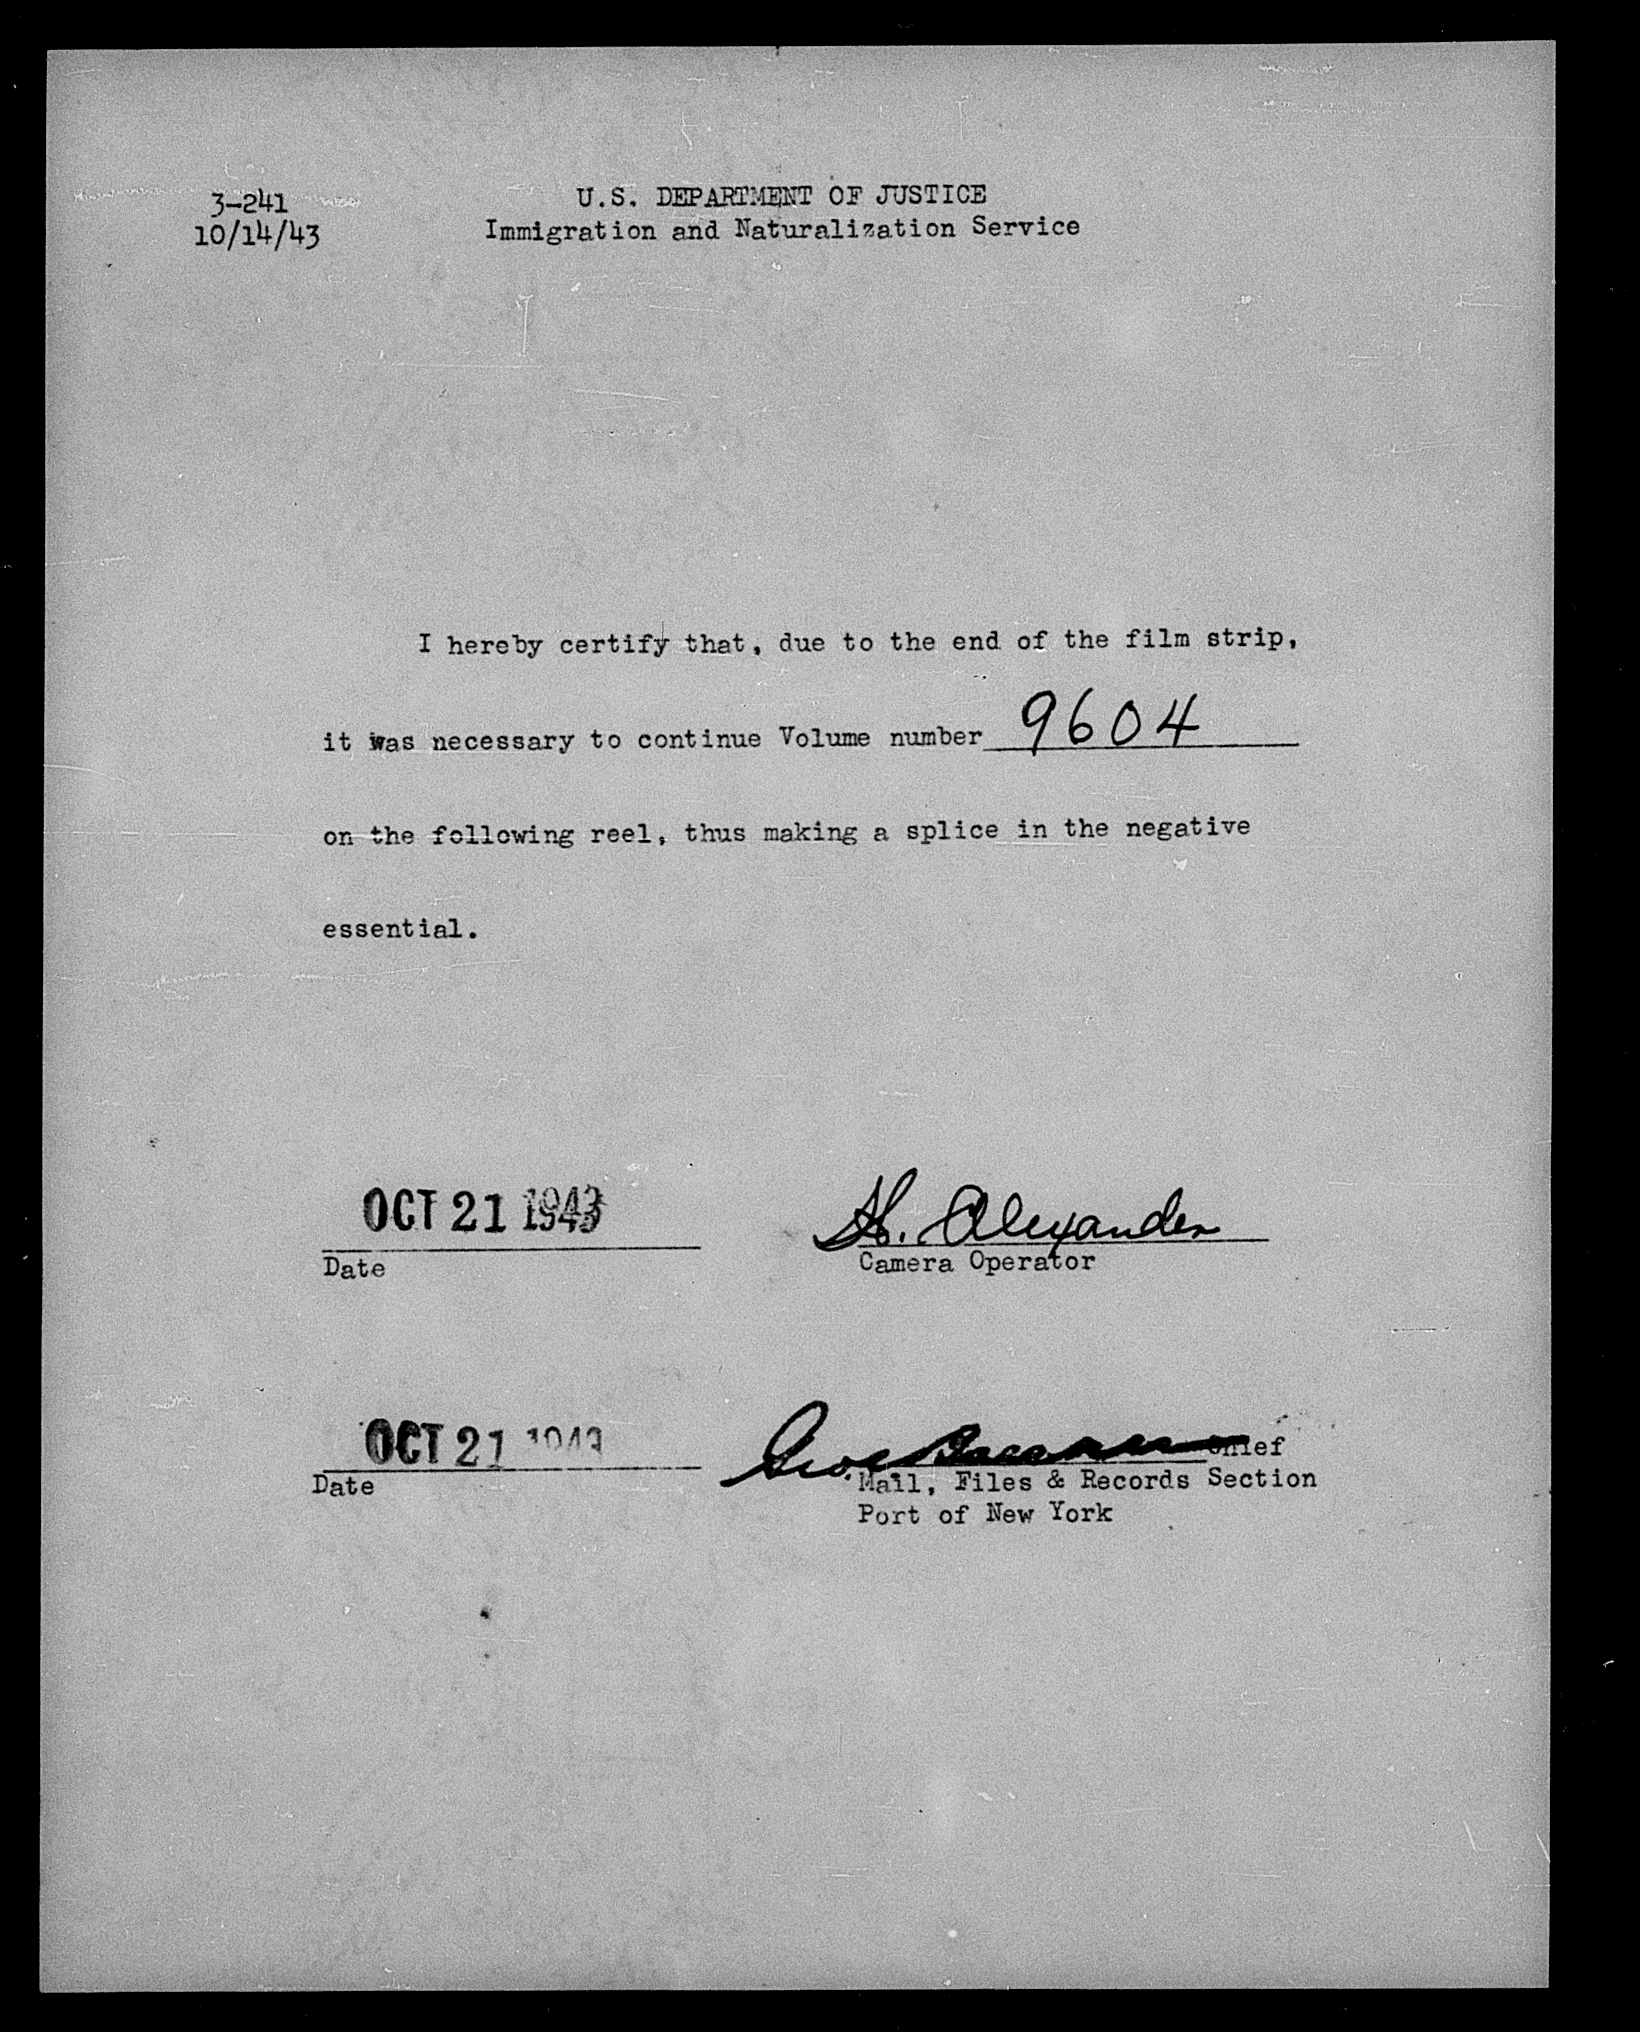 3-241
10/14/43
U.S. DEPARTMENT OF JUSTICE
Immigration and Naturalization Service
I hereby certify that, due to the end of the film strip,
it was necessary to continue Volume number 9604
on the following reel, thus making a splice in the negative
essential.
OCT 21 1943
Date
H. Alexander
Camera Operator
OCT 21 1943
Date
Chief
Mail, Files & Records Section
Port of New York